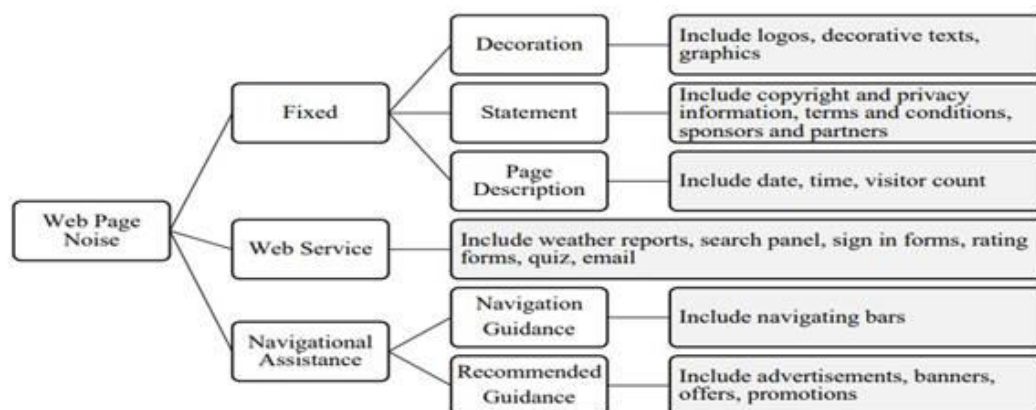 Decoration
Include logos, decorative texts,
graphics
Fixed
Statement
Include copyright and privacy
information, terms and conditions,
sponsors and partners
Page
Description
Include date, time, visitor count
Web Page
Noise
Web Service
Include weather reports, search panel, sign in forms, rating
forms, quiz, email
Navigational
Assistance
Navigation
Guidance
Include navigating bars
Recommended
Guidance
Include advertisements, banners,
offers, promotions